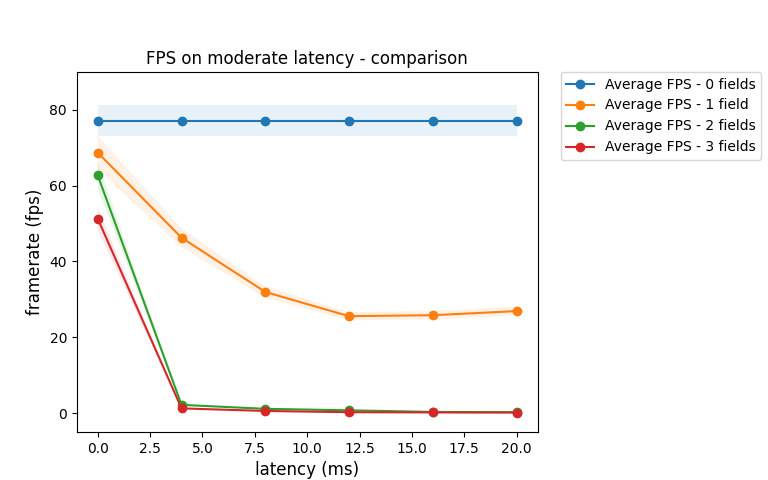 FPS on moderate latency - comparison
Average FPS - 0 fields
Average FPS - 1 field
Average FPS - 2 fields
Average FPS - 3 fields
framerate (fps)
80
60
40
20
0
0.0 2.5 5.0 7.5 10.0 12.5 15.0 17.5 20.0
latency (ms)